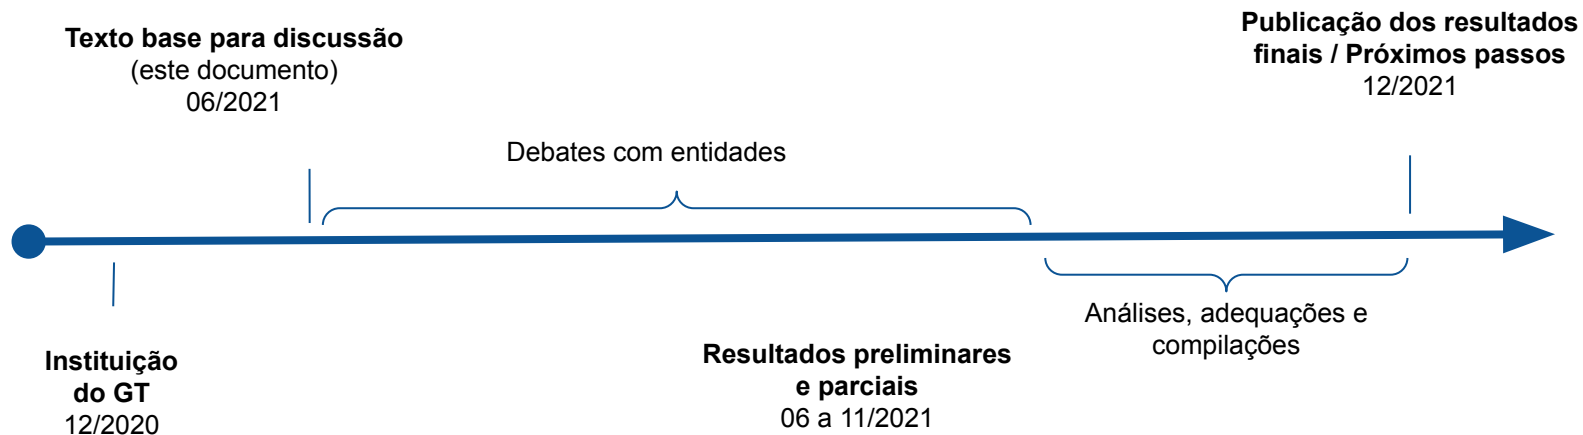 Texto base para discussão
(este documento)
06/2021
Publicação dos resultados
finais / Próximos passos
12/2021
Debates com entidades
Análises, adequações e
compilações
Instituição
do GT
12/2020
Resultados preliminares
e parciais
06 a 11/2021